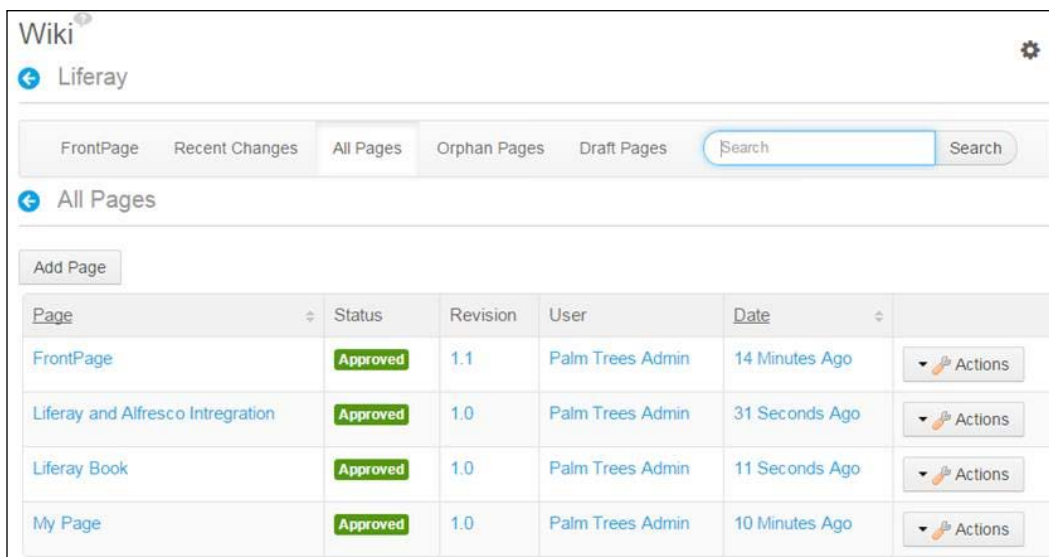 Wiki ?
Liferay
FrontPage Recent Changes All Pages Orphan Pages Draft Pages Search Search
All Pages
Add Page
Page Status Revision User Date
FrontPage Approved 1.1 Palm Trees Admin 14 Minutes Ago Actions
Liferay and Alfresco Intregration Approved 1.0 Palm Trees Admin 31 Seconds Ago Actions
Liferay Book Approved 1.0 Palm Trees Admin 11 Seconds Ago Actions
My Page Approved 1.0 Palm Trees Admin 10 Minutes Ago Actions